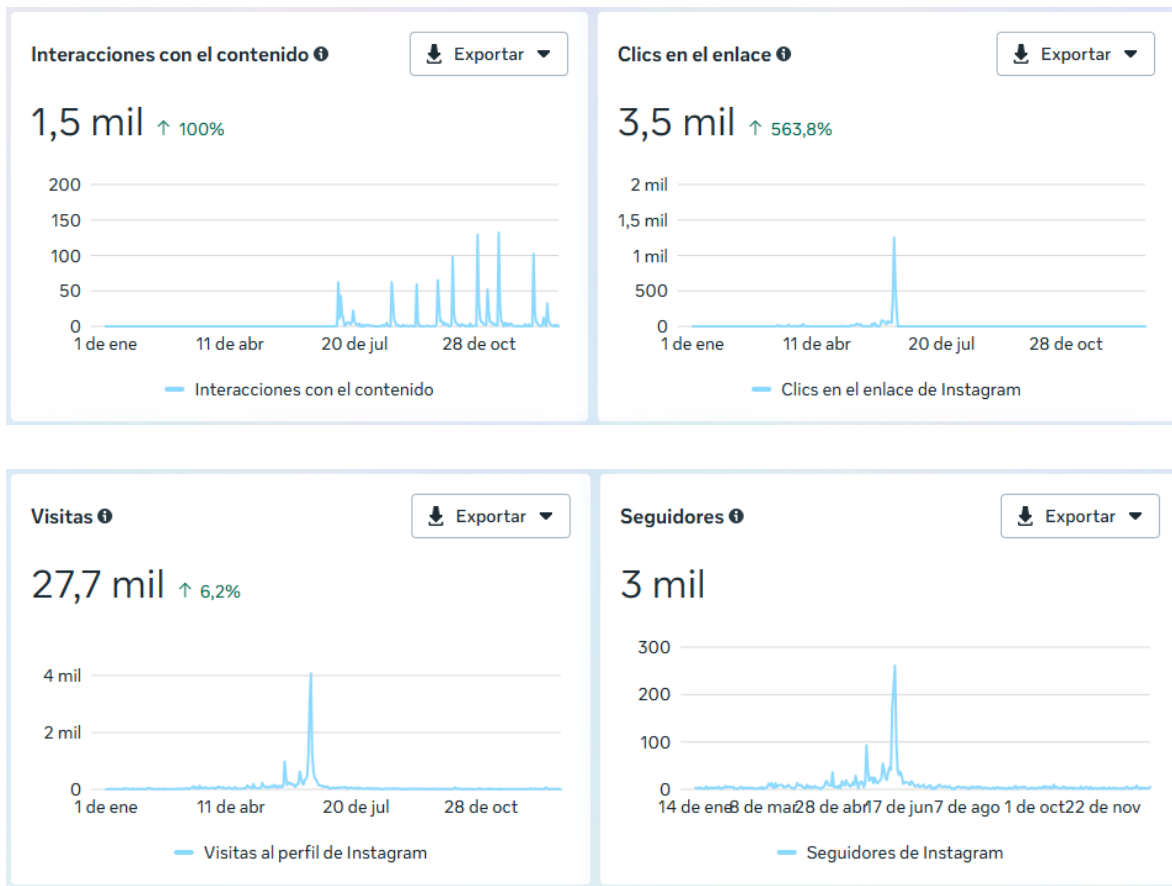 Interacciones con el contenido
Exportar
1,5 mil ↑ 100%
200
150
100
50
0
1 de ene 11 de abr 20 de jul 28 de oct
Interacciones con el contenido
Clics en el enlace
Exportar
3,5 mil ↑ 563,8%
2 mil
1,5 mil
1 mil
500
0
1 de ene 11 de abr 20 de jul 28 de oct
Clics en el enlace de Instagram
Visitas
Exportar
27,7 mil ↑ 6,2%
4 mil
2 mil
0
1 de ene 11 de abr 20 de jul 28 de oct
Visitas al perfil de Instagram
Seguidores
Exportar
3 mil
300
200
100
0
14 de ene 8 de mar 28 de abr 17 de jun 7 de ago 1 de oct 22 de nov
Seguidores de Instagram